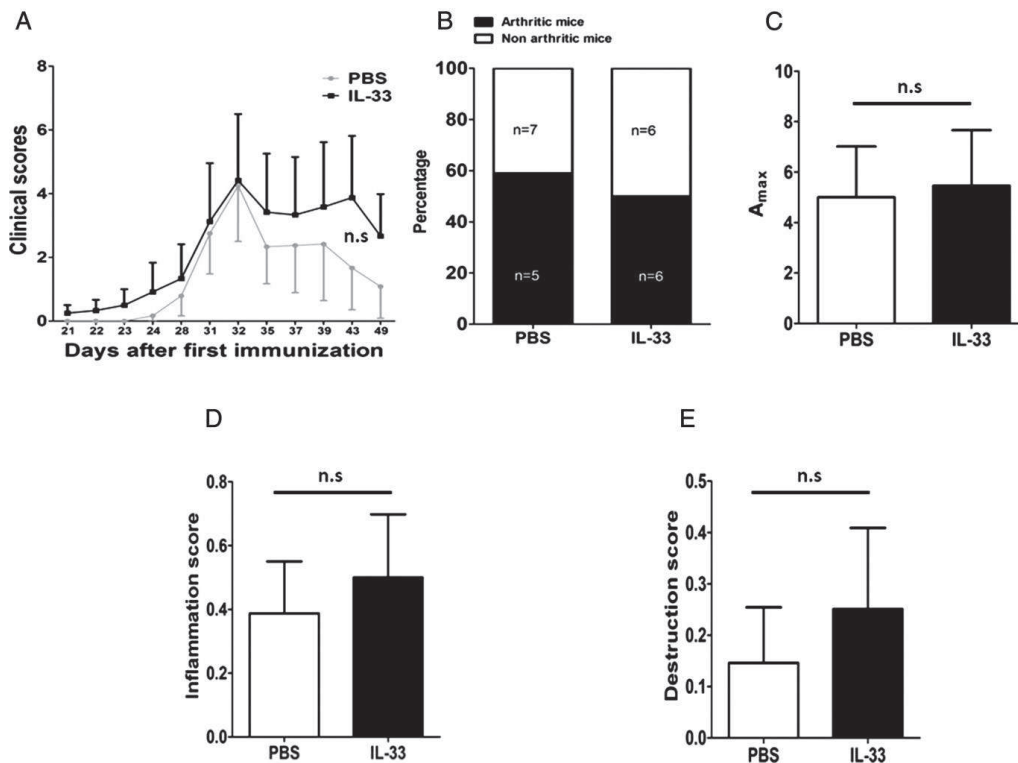 A
8
6
4
2
0
Clinical scores
PBS
IL-33
n.s
21 22 23 24 28 31 32 35 37 39 43 49
Days after first immunization
B
Arthritic mice
Non arthritic mice
100
80
60
40
20
0
Percentage
n=7
n=6
n=5
n=6
PBS IL-33
C
10
8
6
4
2
0
Amax
n.s
PBS IL-33
D
0.8
0.6
0.4
0.2
0.0
Inflammation score
n.s
PBS IL-33
E
0.5
0.4
0.3
0.2
0.1
0.0
Destruction score
n.s
PBS IL-33